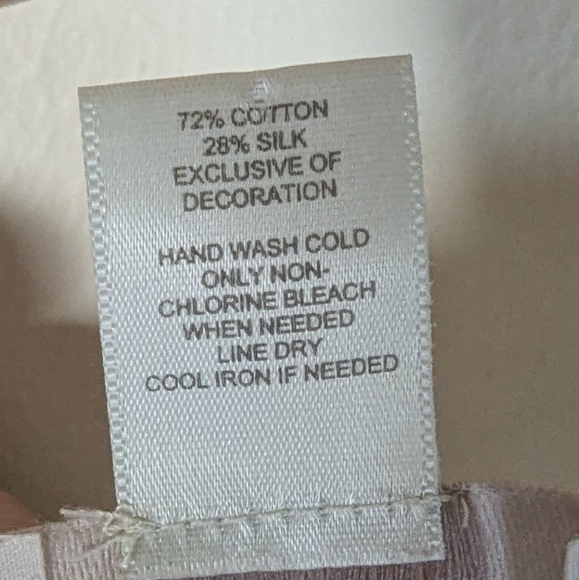 72% COTTON
28% SILK
EXCLUSIVE OF
DECORATION
HAND WASH COLD
ONLY NON-
CHLORINE BLEACH
WHEN NEEDED
LINE DRY
COOL IRON IF NEEDED